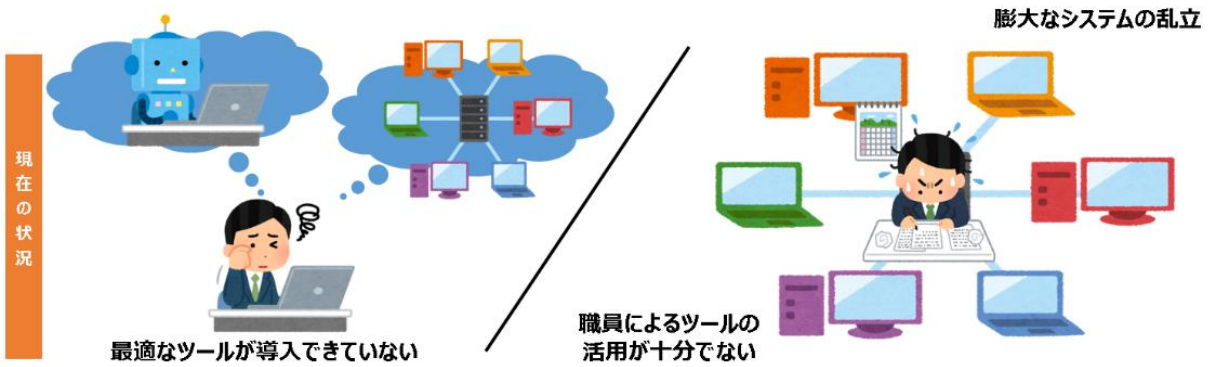 現在の状況
最適なツールが導入できていない
膨大なシステムの乱立
職員によるツールの
活用が十分でない